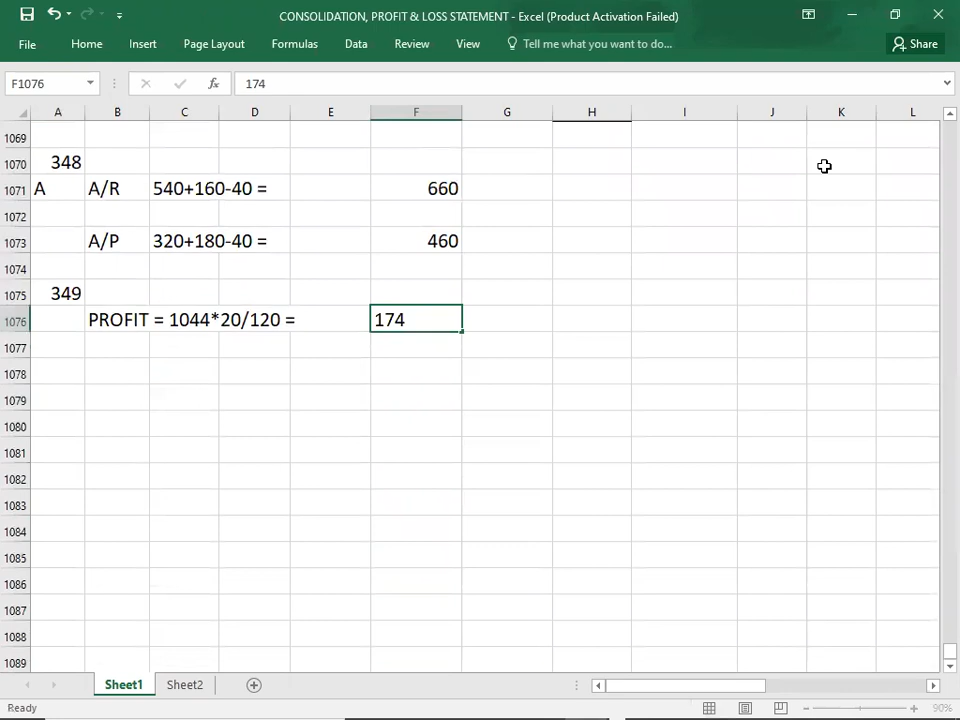 CONSOLIDATION, PROFIT & LOSS STATEMENT - Excel (Product Activation Failed)
File Home Insert Page Layout Formulas Data Review View Tell me what you want to do... Share
F1076 fx 174
A B C D E F G H I J K L
1069
1070 348
1071 A A/R 540+160-40 = 660
1072
1073 A/P 320+180-40 = 460
1074
1075 349
1076 PROFIT = 1044*20/120 = 174
1077
1078
1079
1080
1081
1082
1083
1084
1085
1086
1087
1088
1089
Sheet1 Sheet2
Ready 90%